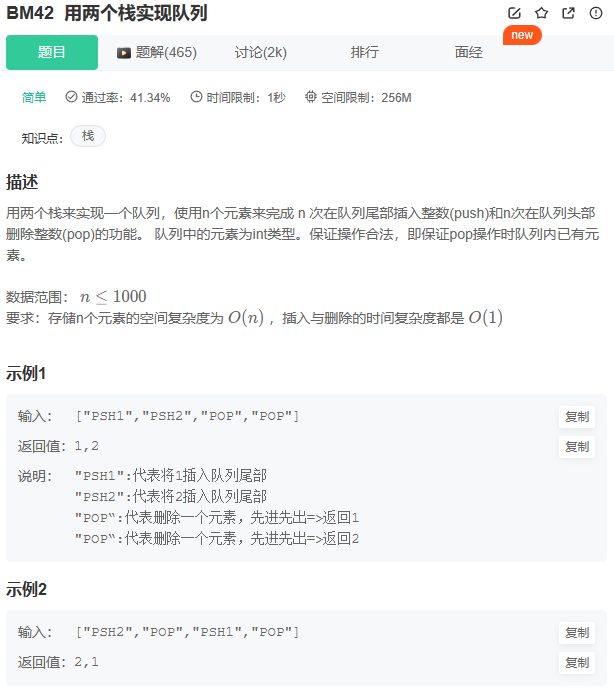 BM42 用两个栈实现队列
new
题目 题解(465) 讨论(2k) 排行 面经
简单 通过率：41.34% 时间限制：1秒 空间限制：256M
知识点： 栈
描述
用两个栈来实现一个队列，使用n个元素来完成 n 次在队列尾部插入整数(push)和n次在队列头部
删除整数(pop)的功能。 队列中的元素为int类型。保证操作合法，即保证pop操作时队列内已有元
素。
数据范围： n ≤ 1000
要求：存储n个元素的空间复杂度为 O(n) ，插入与删除的时间复杂度都是 O(1)
示例1
输入： ["PSH1","PSH2","POP","POP"] 复制
返回值：1,2 复制
说明： "PSH1":代表将1插入队列尾部
"PSH2":代表将2插入队列尾部
"POP“:代表删除一个元素，先进先出=>返回1
"POP“:代表删除一个元素，先进先出=>返回2
示例2
输入： ["PSH2","POP","PSH1","POP"] 复制
返回值：2,1 复制